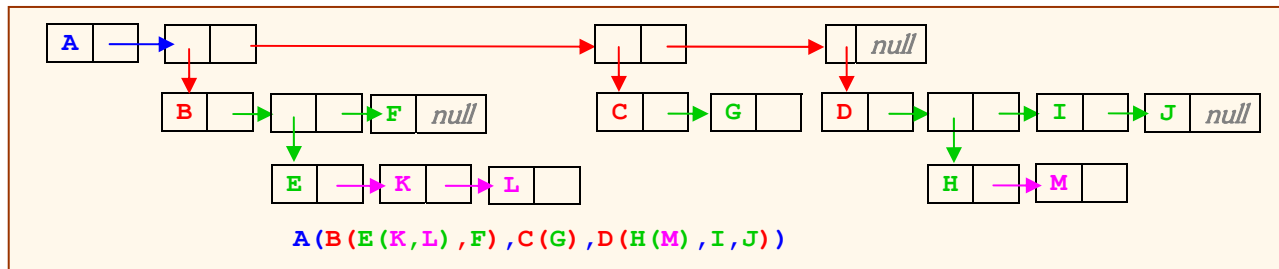 A null
B F null C G D I J null
E K L H M
A(B(E(K,L),F),C(G),D(H(M),I,J))